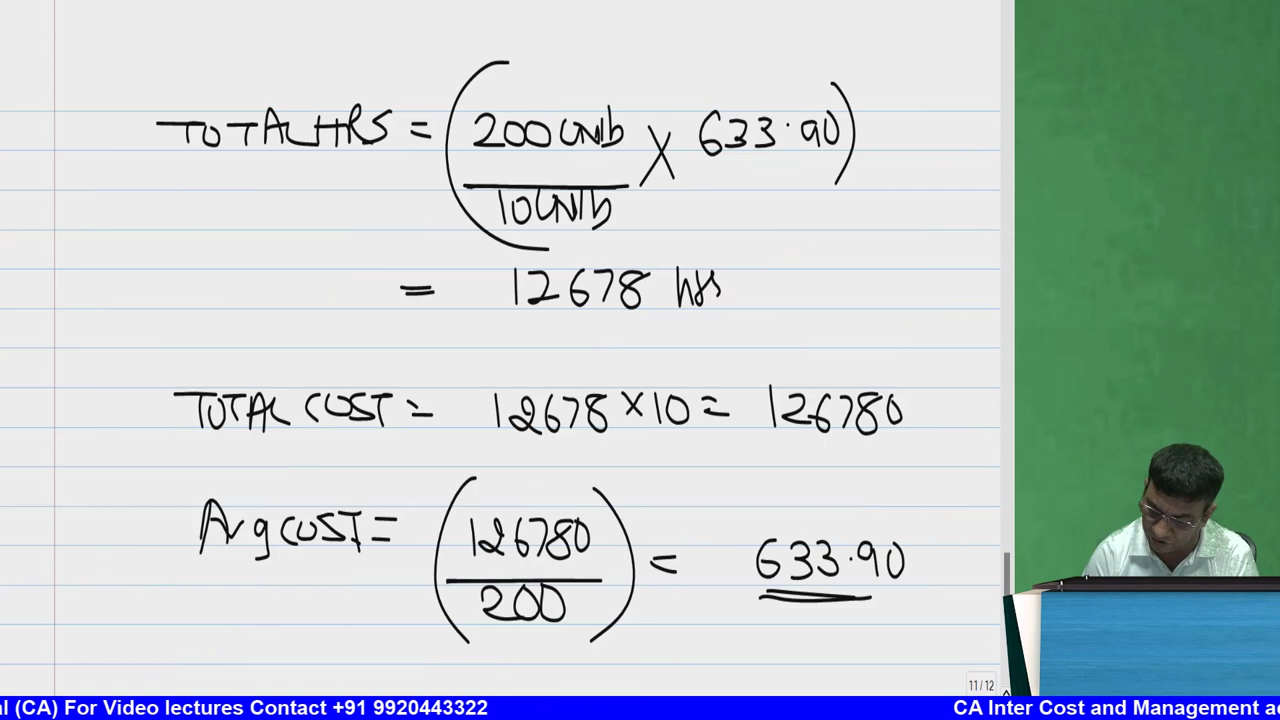 TOTAL HRS = (200 units / 10 units × 633.90)
= 12678 hrs
TOTAL COST = 12678 × 10 = 126780
Avg COST = (126780 / 200) = 633.90
11/12
al (CA) For Video lectures Contact +91 9920443322
CA Inter Cost and Management a